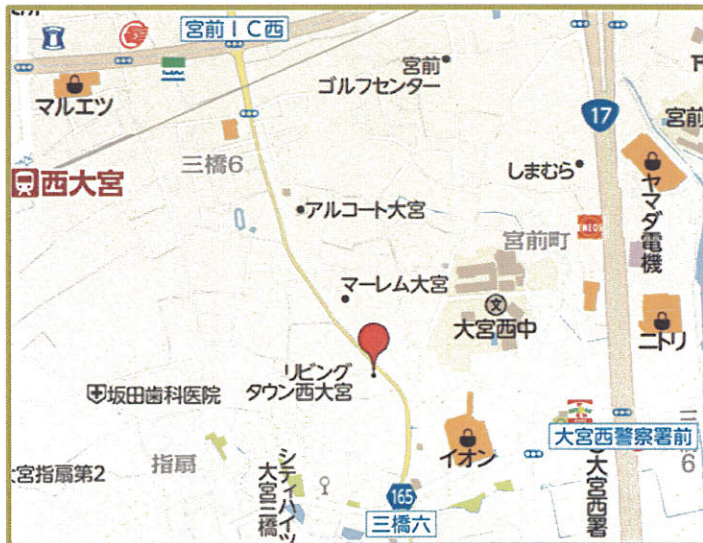 宮前IC西
マルエツ
宮前
ゴルフセンター
17
宮前
三橋6
西大宮
しまむら
ヤマダ電機
アルコート大宮
ENEOS
宮前町
マーレム大宮
文
大宮西中
ニトリ
リビング
タウン西大宮
坂田歯科医院
イオン
大宮西警察署前
大宮西署
指扇
大宮指扇第2
シティハイツ
大宮三橋
165
三橋六
6